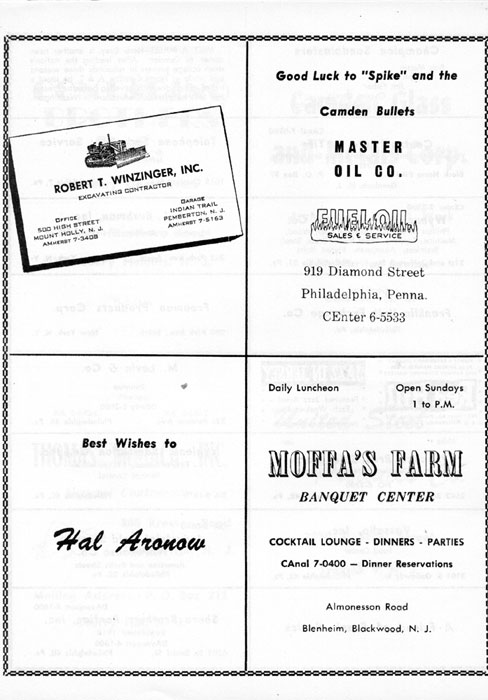 ROBERT T. WINZINGER, INC.
EXCAVATING CONTRACTOR
OFFICE
500 HIGH STREET
MOUNT HOLLY, N. J.
AMHERST 7-3408
GARAGE
INDIAN TRAIL
PEMBERTON, N. J.
AMHERST 7-5163
Good Luck to "Spike" and the
Camden Bullets
MASTER
OIL CO.
FUEL OIL
SALES & SERVICE
919 Diamond Street
Philadelphia, Penna.
CEnter 6-5533
Best Wishes to
Hal Aronow
Daily Luncheon Open Sundays
1 to P.M.
MOFFA'S FARM
BANQUET CENTER
COCKTAIL LOUNGE - DINNERS - PARTIES
CAnal 7-0400 — Dinner Reservations
Almonesson Road
Blenheim, Blackwood, N. J.